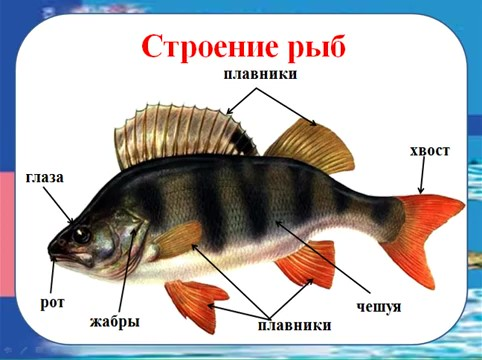 Строение рыб
плавники
хвост
глаза
рот
жабры
плавники
чешуя